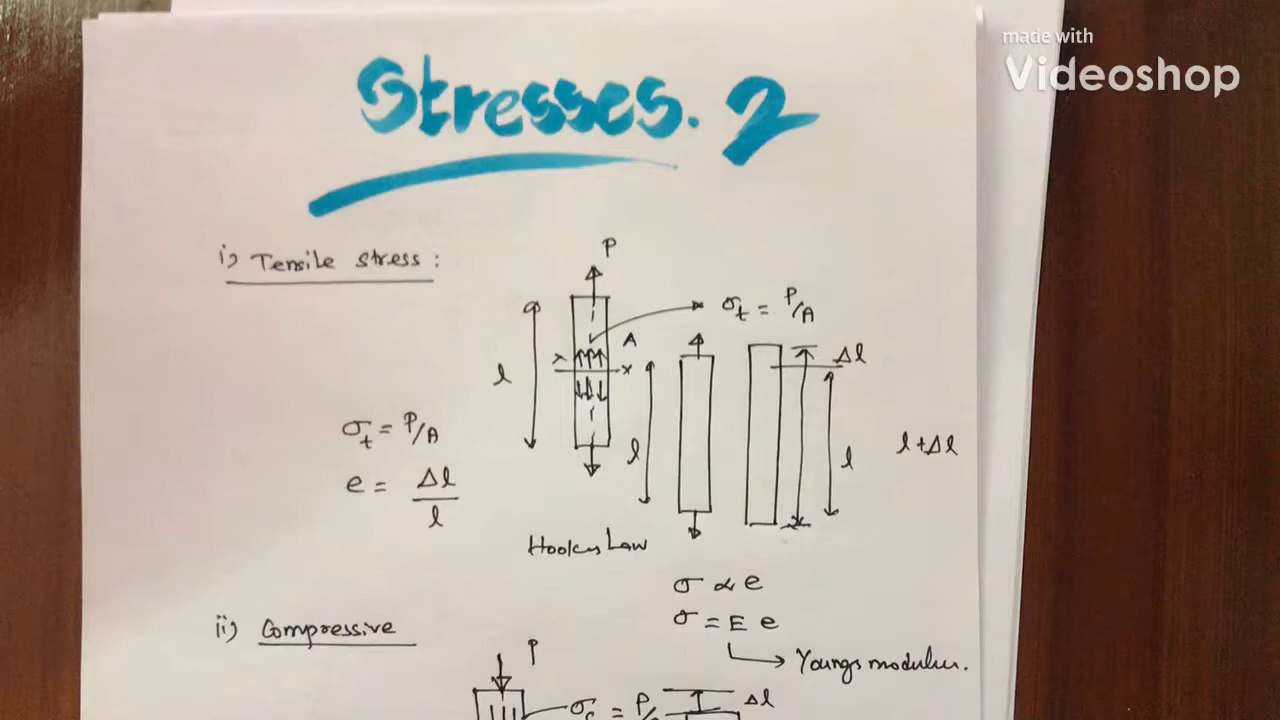 made with
Videoshop
Stresses. 2
i) Tensile stress :
P
σt = P/A
A
x
x
l
Δl
l
l
l + Δl
σt = P/A
e = Δl / l
Hookes Law
σ ∝ e
σ = E e
Youngs modulus.
ii) Compressive
P
σc = P/
Δl